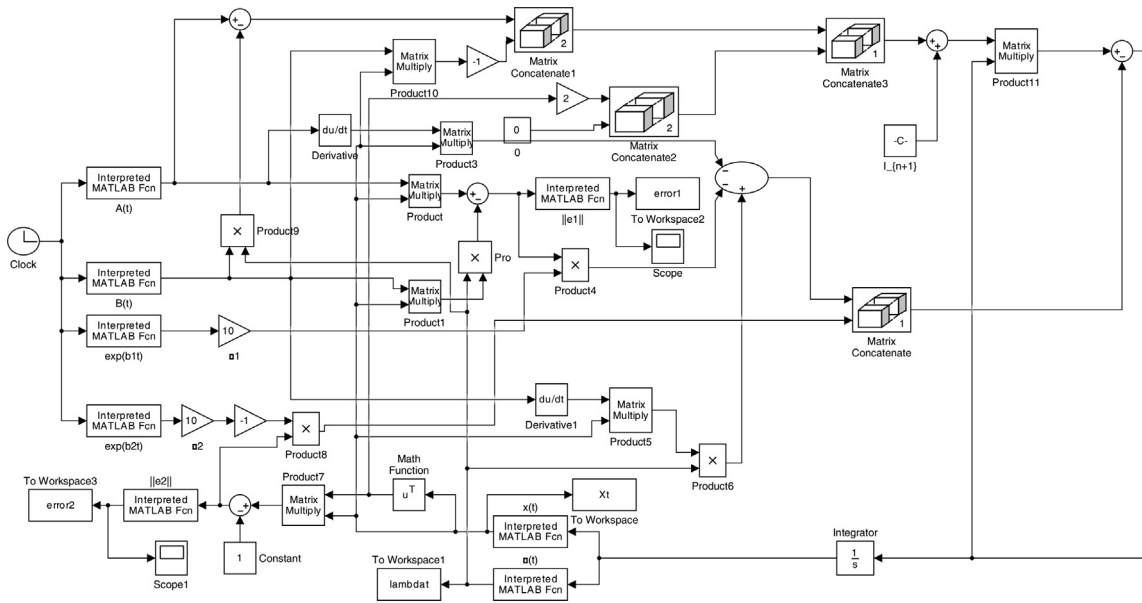 2
Matrix
Concatenate1
Matrix
Multiply
Product10
-1
2
1
Matrix
Concatenate3
Matrix
Multiply
Product11
2
Matrix
Concatenate2
du/dt
Derivative
Matrix
Multiply
Product3
0
0
-C-
I_{n+1}
Interpreted
MATLAB Fcn
A(t)
Matrix
Multiply
Product
Interpreted
MATLAB Fcn
||e1||
error1
To Workspace2
Scope
Clock
Product9
Pro
Product4
Interpreted
MATLAB Fcn
B(t)
Matrix
Multiply
Product1
1
Matrix
Concatenate
Interpreted
MATLAB Fcn
exp(b1t)
10
□1
Interpreted
MATLAB Fcn
exp(b2t)
10
□2
-1
Product8
du/dt
Derivative1
Matrix
Multiply
Product5
Product6
To Workspace3
error2
||e2||
Interpreted
MATLAB Fcn
Product7
Matrix
Multiply
Math
Function
u^T
Xt
To Workspace
x(t)
Interpreted
MATLAB Fcn
Scope1
1
Constant
To Workspace1
lambdat
□(t)
Interpreted
MATLAB Fcn
Integrator
1
s